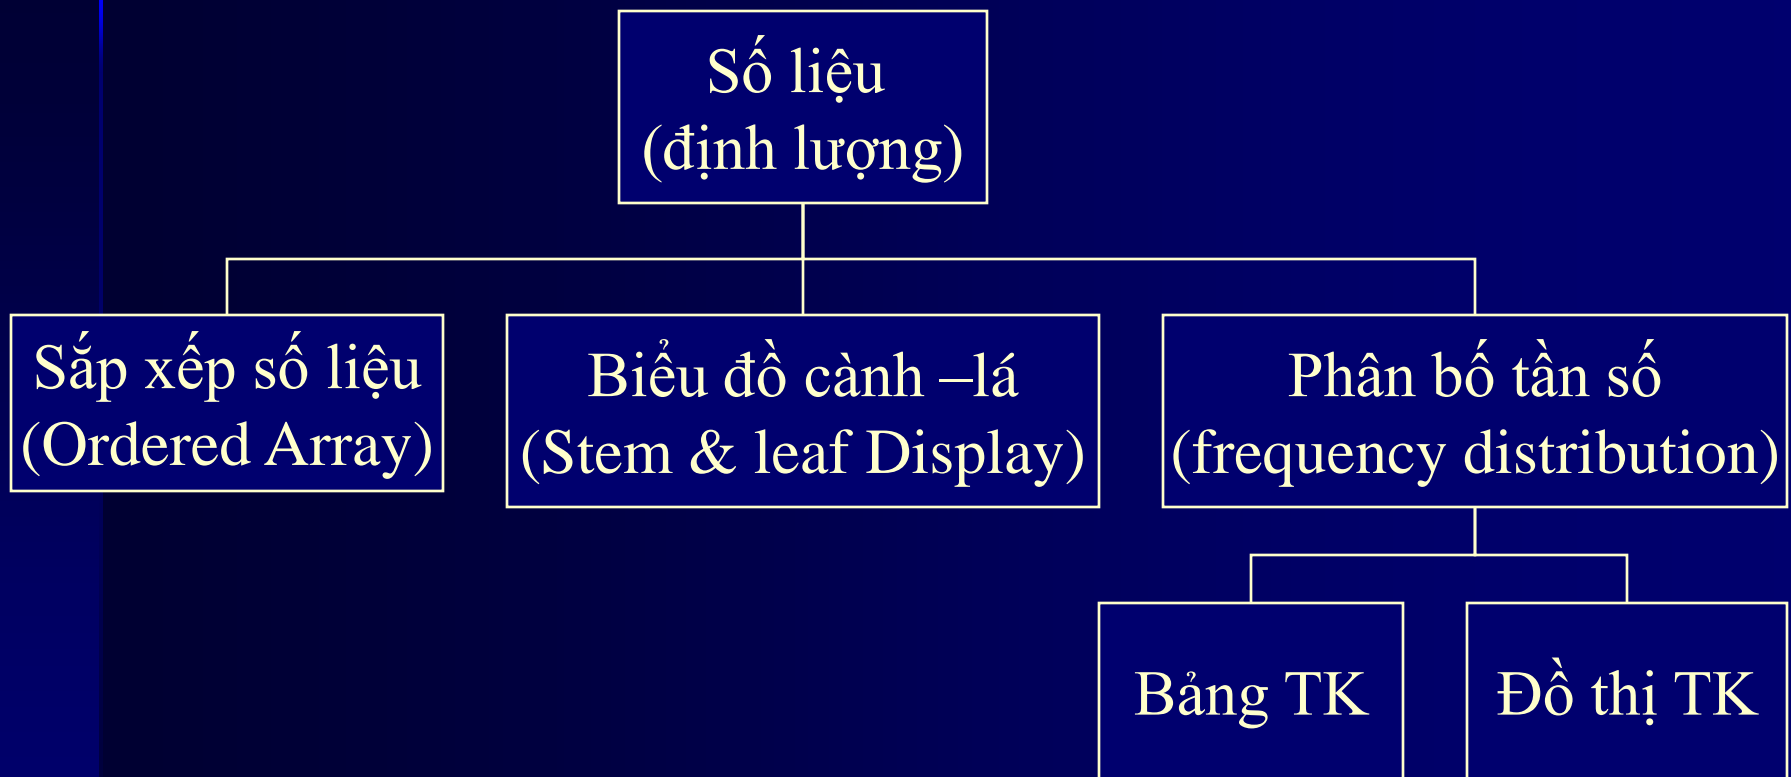 Số liệu
(định lượng)
Sắp xếp số liệu
(Ordered Array)
Biểu đồ cành –lá
(Stem & leaf Display)
Phân bố tần số
(frequency distribution)
Bảng TK
Đồ thị TK